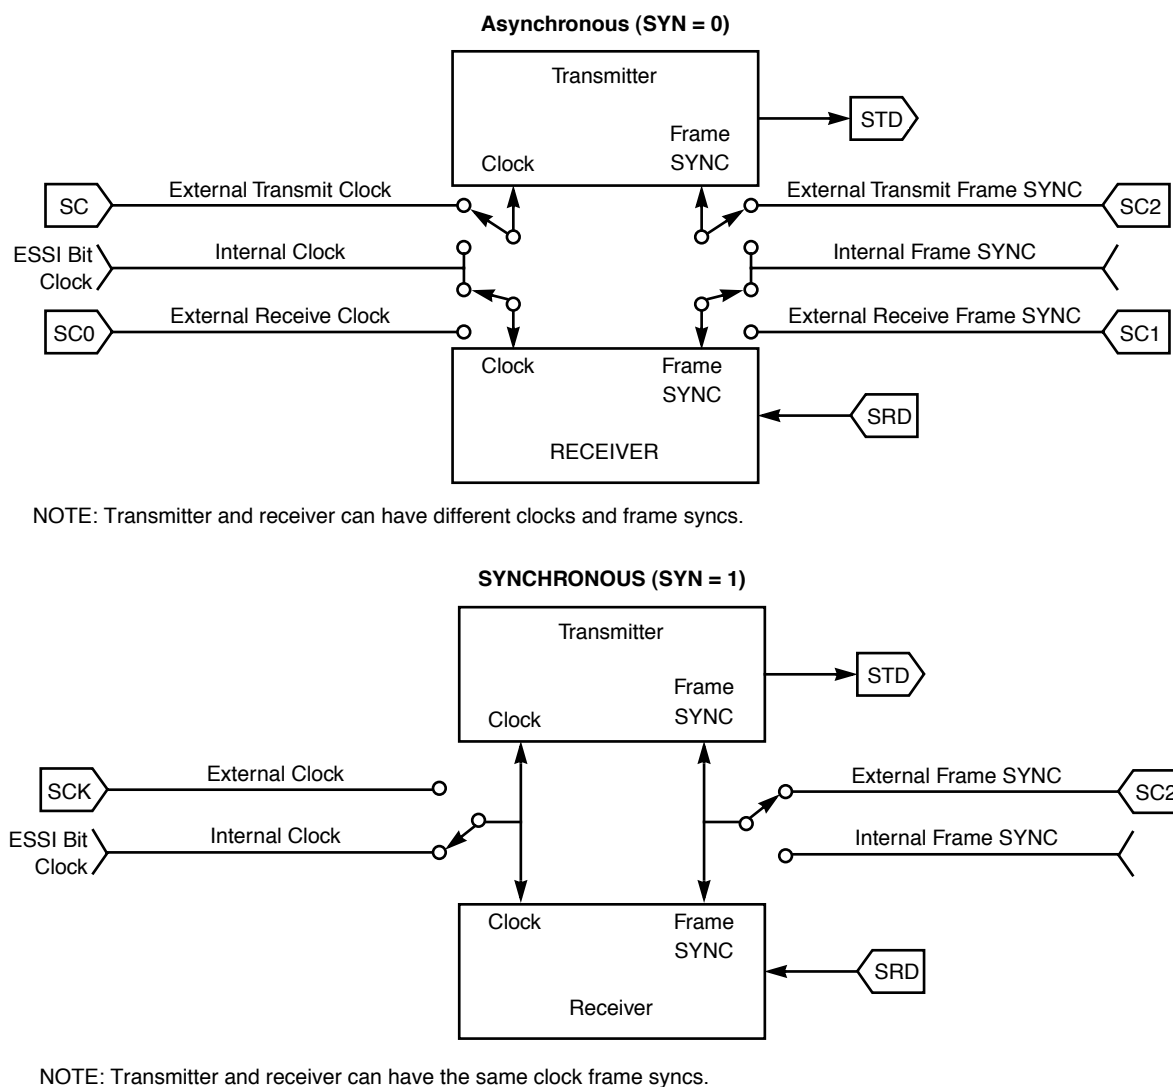 Asynchronous (SYN = 0)
Transmitter
STD
Frame
SYNC
Clock
SC
External Transmit Clock
External Transmit Frame SYNC
SC2
ESSI Bit
Clock
Internal Clock
Internal Frame SYNC
SC0
External Receive Clock
External Receive Frame SYNC
SC1
Clock
Frame
SYNC
SRD
RECEIVER
NOTE: Transmitter and receiver can have different clocks and frame syncs.
SYNCHRONOUS (SYN = 1)
Transmitter
STD
Frame
SYNC
Clock
SCK
External Clock
External Frame SYNC
SC2
ESSI Bit
Clock
Internal Clock
Internal Frame SYNC
Clock
Frame
SYNC
SRD
Receiver
NOTE: Transmitter and receiver can have the same clock frame syncs.